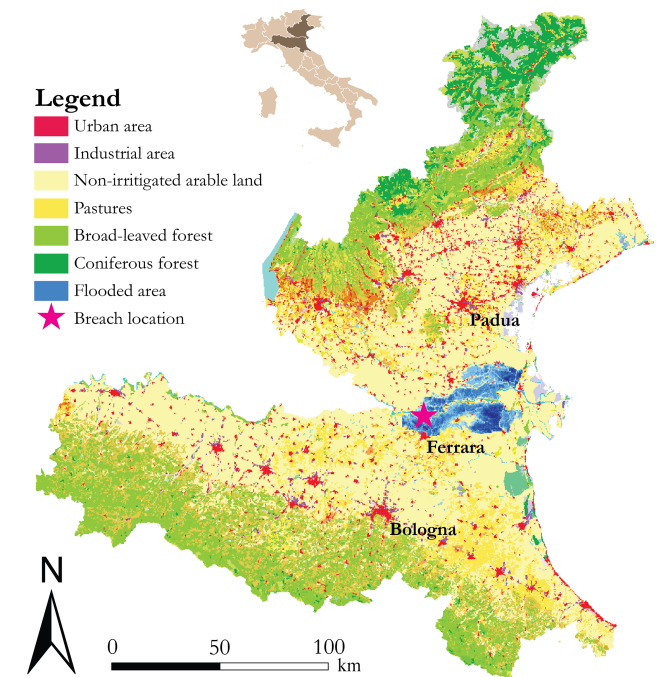 Legend
Urban area
Industrial area
Non-irritigated arable land
Pastures
Broad-leaved forest
Coniferous forest
Flooded area
Breach location
Padua
Ferrara
Bologna
N
0 50 100
km